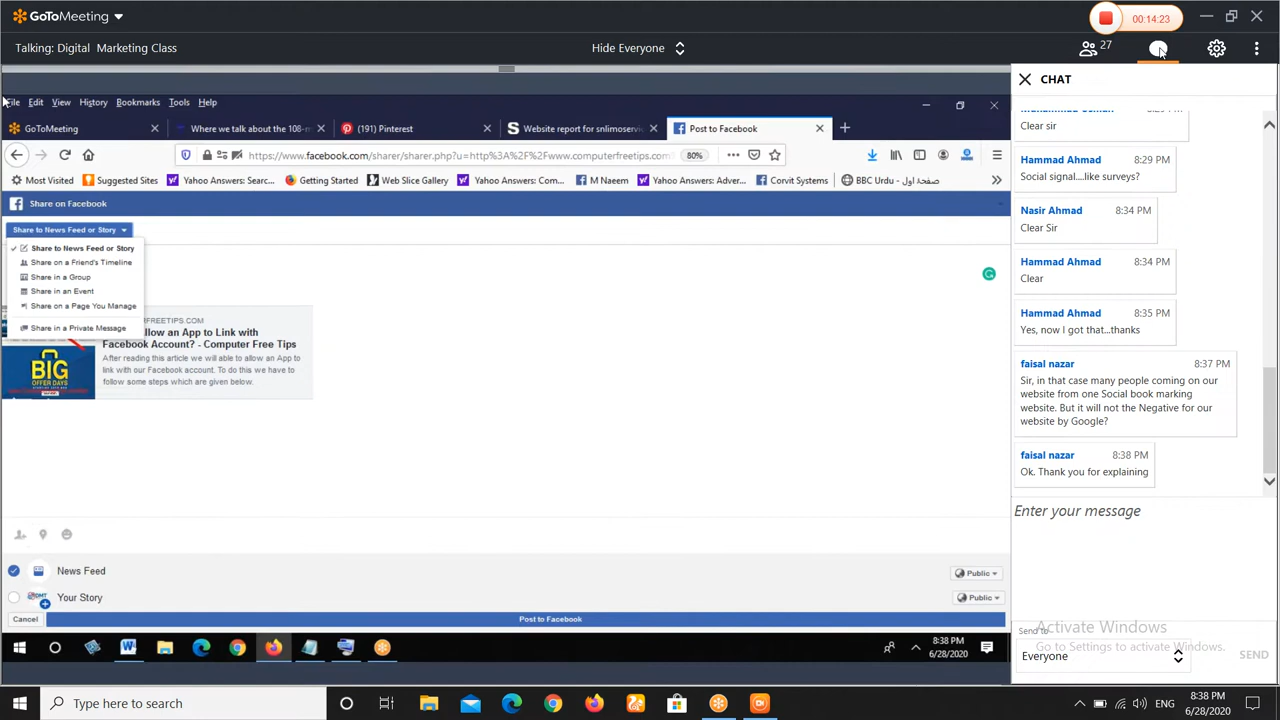 GoToMeeting
00:14:23
Talking: Digital Marketing Class
Hide Everyone
27
File Edit View History Bookmarks Tools Help
GoToMeeting
Where we talk about the 108-m
(191) Pinterest
Website report for snlimoservic
Post to Facebook
https://www.facebook.com/sharer/sharer.php?u=http%3A%2F%2Fwww.computerfreetips.com
80%
Most Visited
Suggested Sites
Yahoo Answers: Searc...
Getting Started
Web Slice Gallery
Yahoo Answers: Com...
M Naeem
Yahoo Answers: Adver...
Corvit Systems
BBC Urdu - صفحۂ اول
Share on Facebook
Share to News Feed or Story
Share to News Feed or Story
Share on a Friend's Timeline
Share in a Group
Share in an Event
Share on a Page You Manage
Share in a Private Message
FREETIPS.COM
llow an App to Link with
Facebook Account? - Computer Free Tips
After reading this article we will able to allow an App to
link with our Facebook account. To do this we have to
follow some steps which are given below.
BIG
OFFER DAYS
News Feed
Public
Your Story
Public
Cancel
Post to Facebook
8:38 PM
6/28/2020
CHAT
8:29 PM
Clear sir
Hammad Ahmad 8:29 PM
Social signal....like surveys?
Nasir Ahmad 8:34 PM
Clear Sir
Hammad Ahmad 8:34 PM
Clear
Hammad Ahmad 8:35 PM
Yes, now I got that...thanks
faisal nazar 8:37 PM
Sir, in that case many people coming on our
website from one Social book marking
website. But it will not the Negative for our
website by Google?
faisal nazar 8:38 PM
Ok. Thank you for explaining
Enter your message
Send to
Everyone
SEND
Activate Windows
Go to Settings to activate Windows.
Type here to search
ENG
8:38 PM
6/28/2020